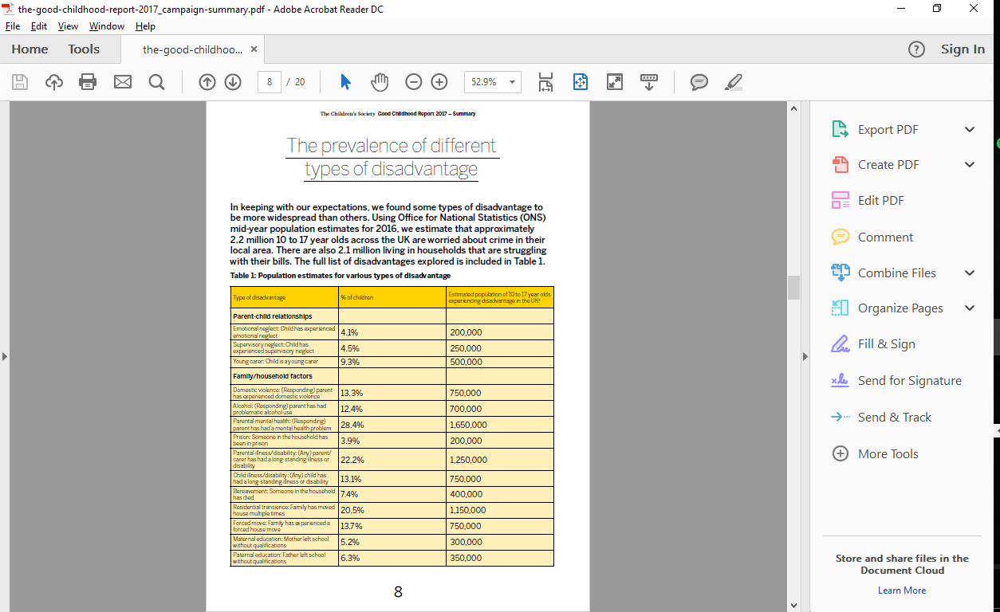 the-good-childhood-report-2017_campaign-summary.pdf - Adobe Acrobat Reader DC
File Edit View Window Help
Home Tools the-good-childhoo... × Sign In
8 / 20 52.9%
The Children's Society Good Childhood Report 2017 – Summary
The prevalence of different
types of disadvantage
In keeping with our expectations, we found some types of disadvantage to
be more widespread than others. Using Office for National Statistics (ONS)
mid-year population estimates for 2016, we estimate that approximately
2.2 million 10 to 17 year olds across the UK are worried about crime in their
local area. There are also 2.1 million living in households that are struggling
with their bills. The full list of disadvantages explored is included in Table 1.
Table 1: Population estimates for various types of disadvantage
Type of disadvantage % of children Estimated population of 10 to 17 year olds
experiencing disadvantage in the UK⁴
Parent-child relationships
Emotional neglect: Child has experienced
emotional neglect 4.1% 200,000
Supervisory neglect: Child has
experienced supervisory neglect 4.5% 250,000
Young carer: Child is a young carer 9.3% 500,000
Family/household factors
Domestic violence: (Responding) parent
has experienced domestic violence 13.3% 750,000
Alcohol: (Responding) parent has had
problematic alcohol use 12.4% 700,000
Parental mental health: (Responding)
parent has had a mental health problem 28.4% 1,650,000
Prison: Someone in the household has
been in prison 3.9% 200,000
Parental illness/disability: (Any) parent/
carer has had a long-standing illness or
disability 22.2% 1,250,000
Child illness/disability: (Any) child has
had a long-standing illness or disability 13.1% 750,000
Bereavement: Someone in the household
has died 7.4% 400,000
Residential transience: Family has moved
house multiple times 20.5% 1,150,000
Forced move: Family has experienced a
forced house move 13.7% 750,000
Maternal education: Mother left school
without qualifications 5.2% 300,000
Paternal education: Father left school
without qualifications 6.3% 350,000
8
Export PDF
Create PDF
Edit PDF
Comment
Combine Files
Organize Pages
Fill & Sign
Send for Signature
Send & Track
More Tools
Store and share files in the
Document Cloud
Learn More